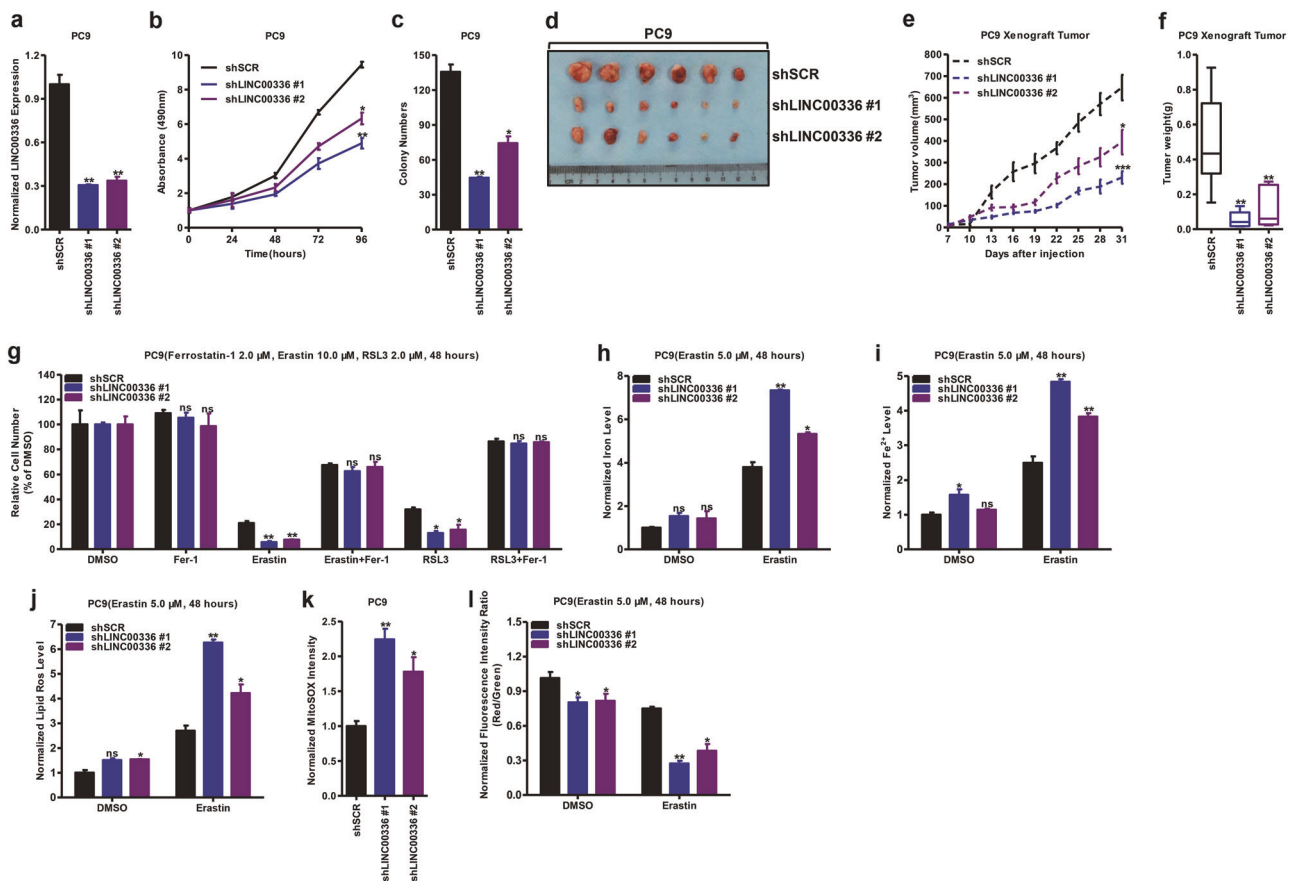 a
PC9
Normalized LINC00336 Expression
1.2
0.9
0.6
0.3
0.0
**
**
shSCR
shLINC00336 #1
shLINC00336 #2
b
PC9
shSCR
shLINC00336 #1
shLINC00336 #2
Absorbance (490nm)
10
8
6
4
2
0
*
**
0
24
48
72
96
Time(hours)
c
PC9
Colony Numbers
150
120
90
60
30
0
**
*
shSCR
shLINC00336 #1
shLINC00336 #2
d
PC9
shSCR
shLINC00336 #1
shLINC00336 #2
e
PC9 Xenograft Tumor
shSCR
shLINC00336 #1
shLINC00336 #2
Tumor volume(mm³)
800
700
600
500
400
300
200
100
0
*
***
7
10
13
16
19
22
25
28
31
Days after injection
f
PC9 Xenograft Tumor
Tumor weight(g)
1.0
0.8
0.6
0.4
0.2
0.0
**
**
shSCR
shLINC00336 #1
shLINC00336 #2
g
PC9(Ferrostatin-1 2.0 µM, Erastin 10.0 µM, RSL3 2.0 µM, 48 hours)
shSCR
shLINC00336 #1
shLINC00336 #2
Relative Cell Number
(% of DMSO)
140
120
100
80
60
40
20
0
ns
ns
**
**
ns
ns
*
*
ns
ns
DMSO
Fer-1
Erastin
Erastin+Fer-1
RSL3
RSL3+Fer-1
h
PC9(Erastin 5.0 µM, 48 hours)
shSCR
shLINC00336 #1
shLINC00336 #2
Normalized Iron Level
8
6
4
2
0
ns
ns
**
*
DMSO
Erastin
i
PC9(Erastin 5.0 µM, 48 hours)
shSCR
shLINC00336 #1
shLINC00336 #2
Normalized Fe²⁺ Level
5
4
3
2
1
0
*
ns
**
**
DMSO
Erastin
j
PC9(Erastin 5.0 µM, 48 hours)
shSCR
shLINC00336 #1
shLINC00336 #2
Normalized Lipid Ros Level
7
6
5
4
3
2
1
0
ns
*
**
*
DMSO
Erastin
k
PC9
Normalized MitoSOX Intensity
2.5
2.0
1.5
1.0
0.5
0.0
**
*
shSCR
shLINC00336 #1
shLINC00336 #2
l
PC9(Erastin 5.0 µM, 48 hours)
shSCR
shLINC00336 #1
shLINC00336 #2
Normalized Fluorescence Intensity Ratio
(Red/Green)
1.5
1.2
0.9
0.6
0.3
0.0
*
*
**
*
DMSO
Erastin